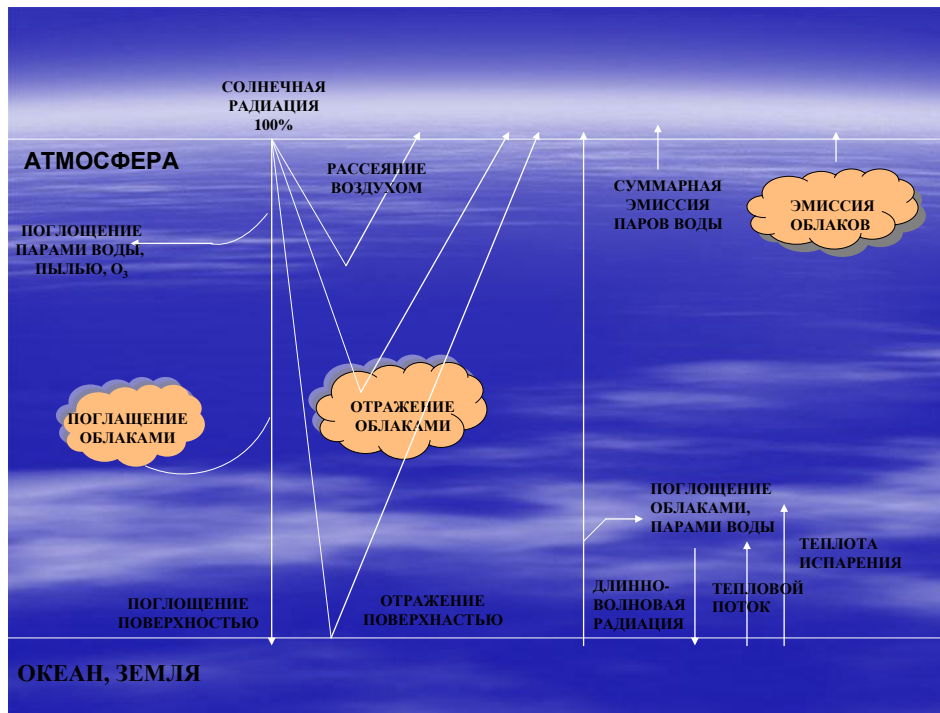 СОЛНЕЧНАЯ
РАДИАЦИЯ
100%
АТМОСФЕРА
РАССЕЯНИЕ
ВОЗДУХОМ
СУММАРНАЯ
ЭМИССИЯ
ПАРОВ ВОДЫ
ЭМИССИЯ
ОБЛАКОВ
ПОГЛОЩЕНИЕ
ПАРАМИ ВОДЫ,
ПЫЛЬЮ, О₃
ПОГЛАЩЕНИЕ
ОБЛАКАМИ
ОТРАЖЕНИЕ
ОБЛАКАМИ
ПОГЛОЩЕНИЕ
ОБЛАКАМИ,
ПАРАМИ ВОДЫ
ТЕПЛОТА
ИСПАРЕНИЯ
ПОГЛОЩЕНИЕ
ПОВЕРХНОСТЬЮ
ОТРАЖЕНИЕ
ПОВЕРХНАСТЬЮ
ДЛИННО-
ВОЛНОВАЯ
РАДИАЦИЯ
ТЕПЛОВОЙ
ПОТОК
ОКЕАН, ЗЕМЛЯ